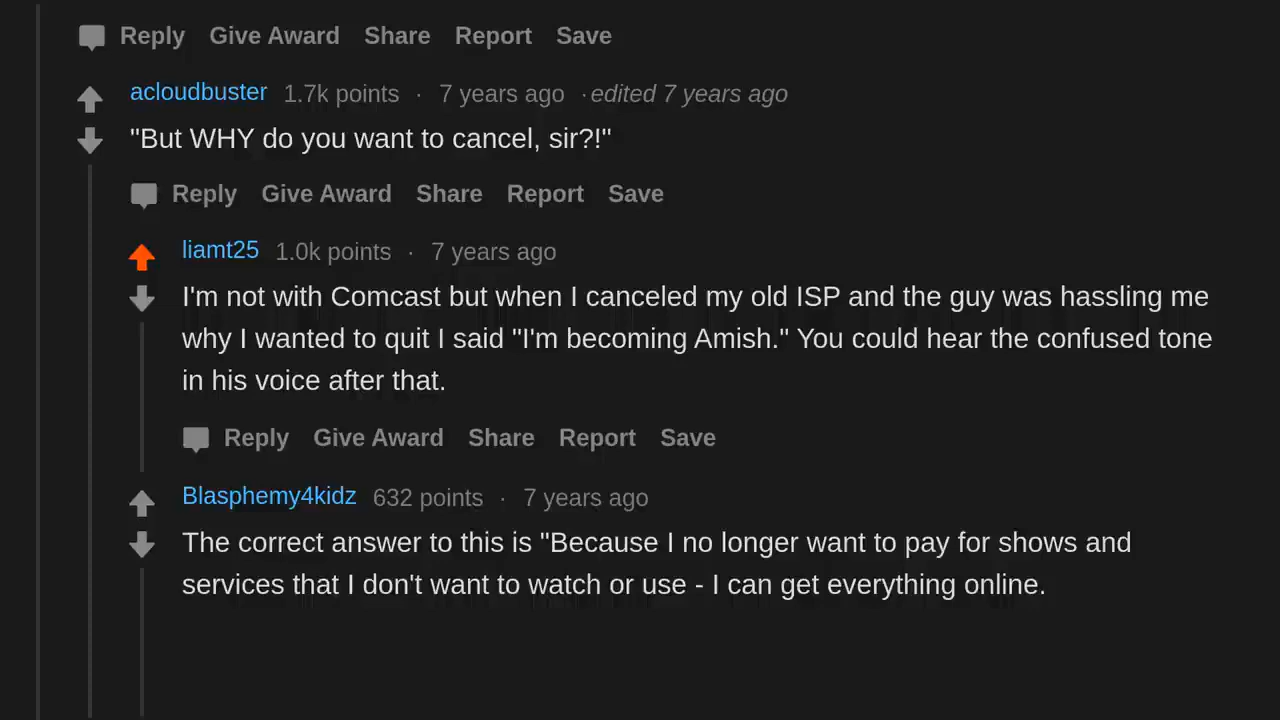 Reply Give Award Share Report Save
acloudbuster 1.7k points · 7 years ago · edited 7 years ago
"But WHY do you want to cancel, sir?!"
Reply Give Award Share Report Save
liamt25 1.0k points · 7 years ago
I'm not with Comcast but when I canceled my old ISP and the guy was hassling me
why I wanted to quit I said "I'm becoming Amish." You could hear the confused tone
in his voice after that.
Reply Give Award Share Report Save
Blasphemy4kidz 632 points · 7 years ago
The correct answer to this is "Because I no longer want to pay for shows and
services that I don't want to watch or use - I can get everything online.